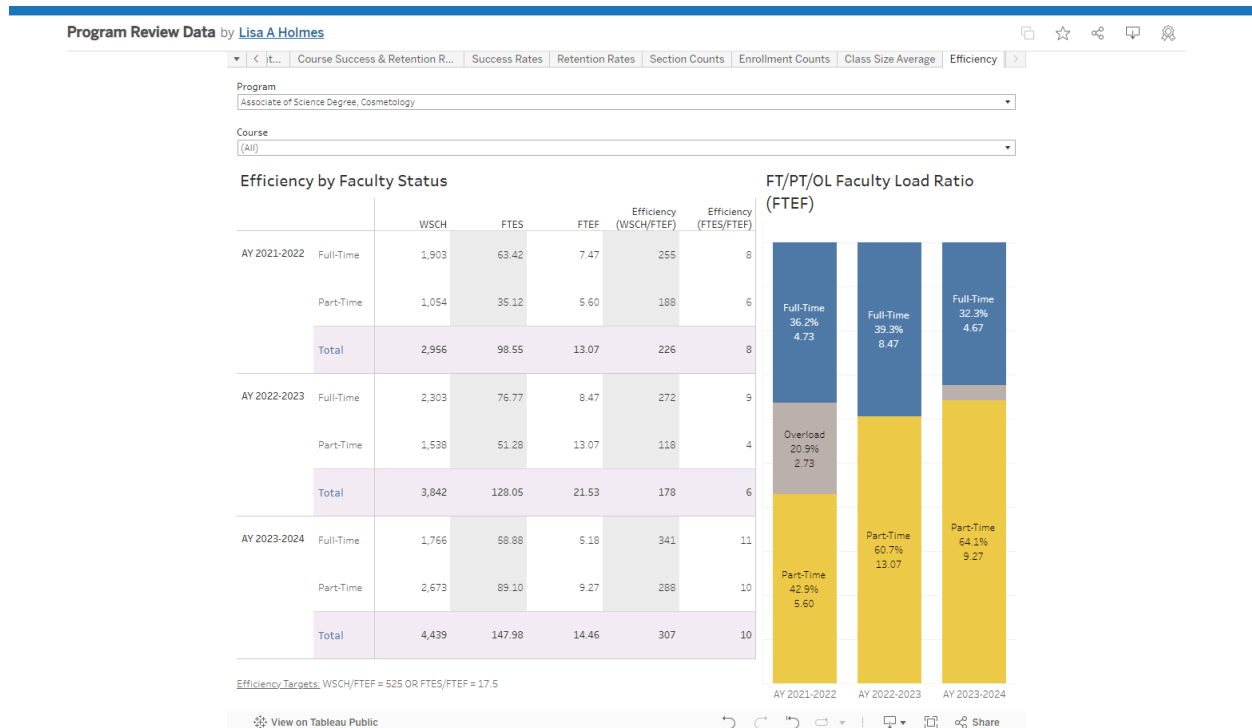 Program Review Data by Lisa A Holmes
Course Success & Retention R... Success Rates Retention Rates Section Counts Enrollment Counts Class Size Average Efficiency
Program
Associate of Science Degree, Cosmetology
Course
(All)
Efficiency by Faculty Status
WSCH FTES FTEF Efficiency (WSCH/FTEF) Efficiency (FTES/FTEF)
AY 2021-2022 Full-Time 1,903 63.42 7.47 255 8
Part-Time 1,054 35.12 5.60 188 6
Total 2,956 98.55 13.07 226 8
AY 2022-2023 Full-Time 2,303 76.77 8.47 272 9
Part-Time 1,538 51.28 13.07 118 4
Total 3,842 128.05 21.53 178 6
AY 2023-2024 Full-Time 1,766 58.88 5.18 341 11
Part-Time 2,673 89.10 9.27 288 10
Total 4,439 147.98 14.46 307 10
Efficiency Targets: WSCH/FTEF = 525 OR FTES/FTEF = 17.5
FT/PT/OL Faculty Load Ratio
(FTEF)
Full-Time
36.2%
4.73
Overload
20.9%
2.73
Part-Time
42.9%
5.60
Full-Time
39.3%
8.47
Part-Time
60.7%
13.07
Full-Time
32.3%
4.67
Part-Time
64.1%
9.27
AY 2021-2022 AY 2022-2023 AY 2023-2024
View on Tableau Public
Share